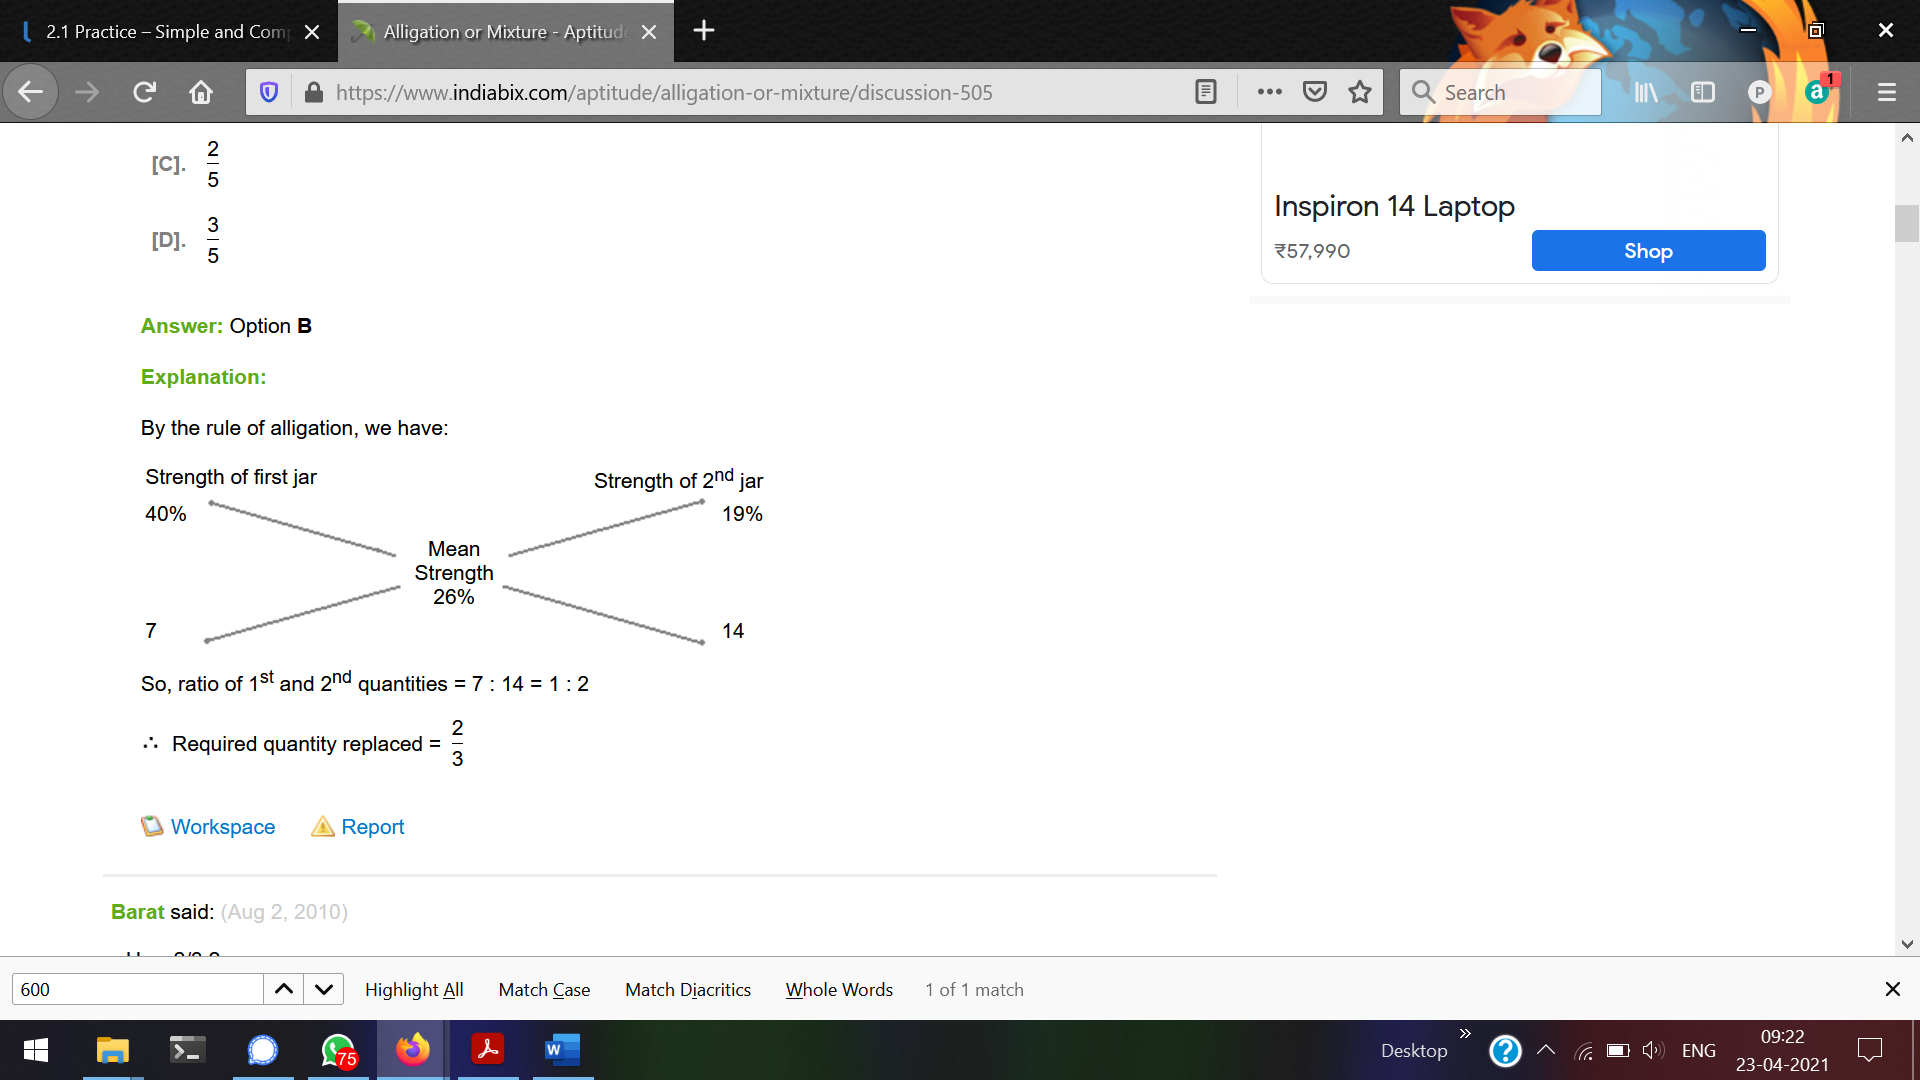 2.1 Practice – Simple and Com
Alligation or Mixture - Aptitude
https://www.indiabix.com/aptitude/alligation-or-mixture/discussion-505
Search
P
a
1
[C]. 2/5
[D]. 3/5
Inspiron 14 Laptop
₹57,990
Shop
Answer: Option B
Explanation:
By the rule of alligation, we have:
Strength of first jar Strength of 2nd jar
40% 19%
Mean
Strength
26%
7 14
So, ratio of 1st and 2nd quantities = 7 : 14 = 1 : 2
∴ Required quantity replaced = 2/3
Workspace Report
Barat said: (Aug 2, 2010)
600 Highlight All Match Case Match Diacritics Whole Words 1 of 1 match
75
W
Desktop
?
ENG
09:22
23-04-2021